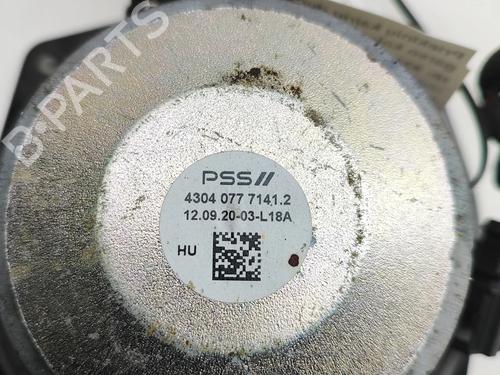 B-PARTS
PSS//
4304 077 7141.2
12.09.20-03-L18A
HU